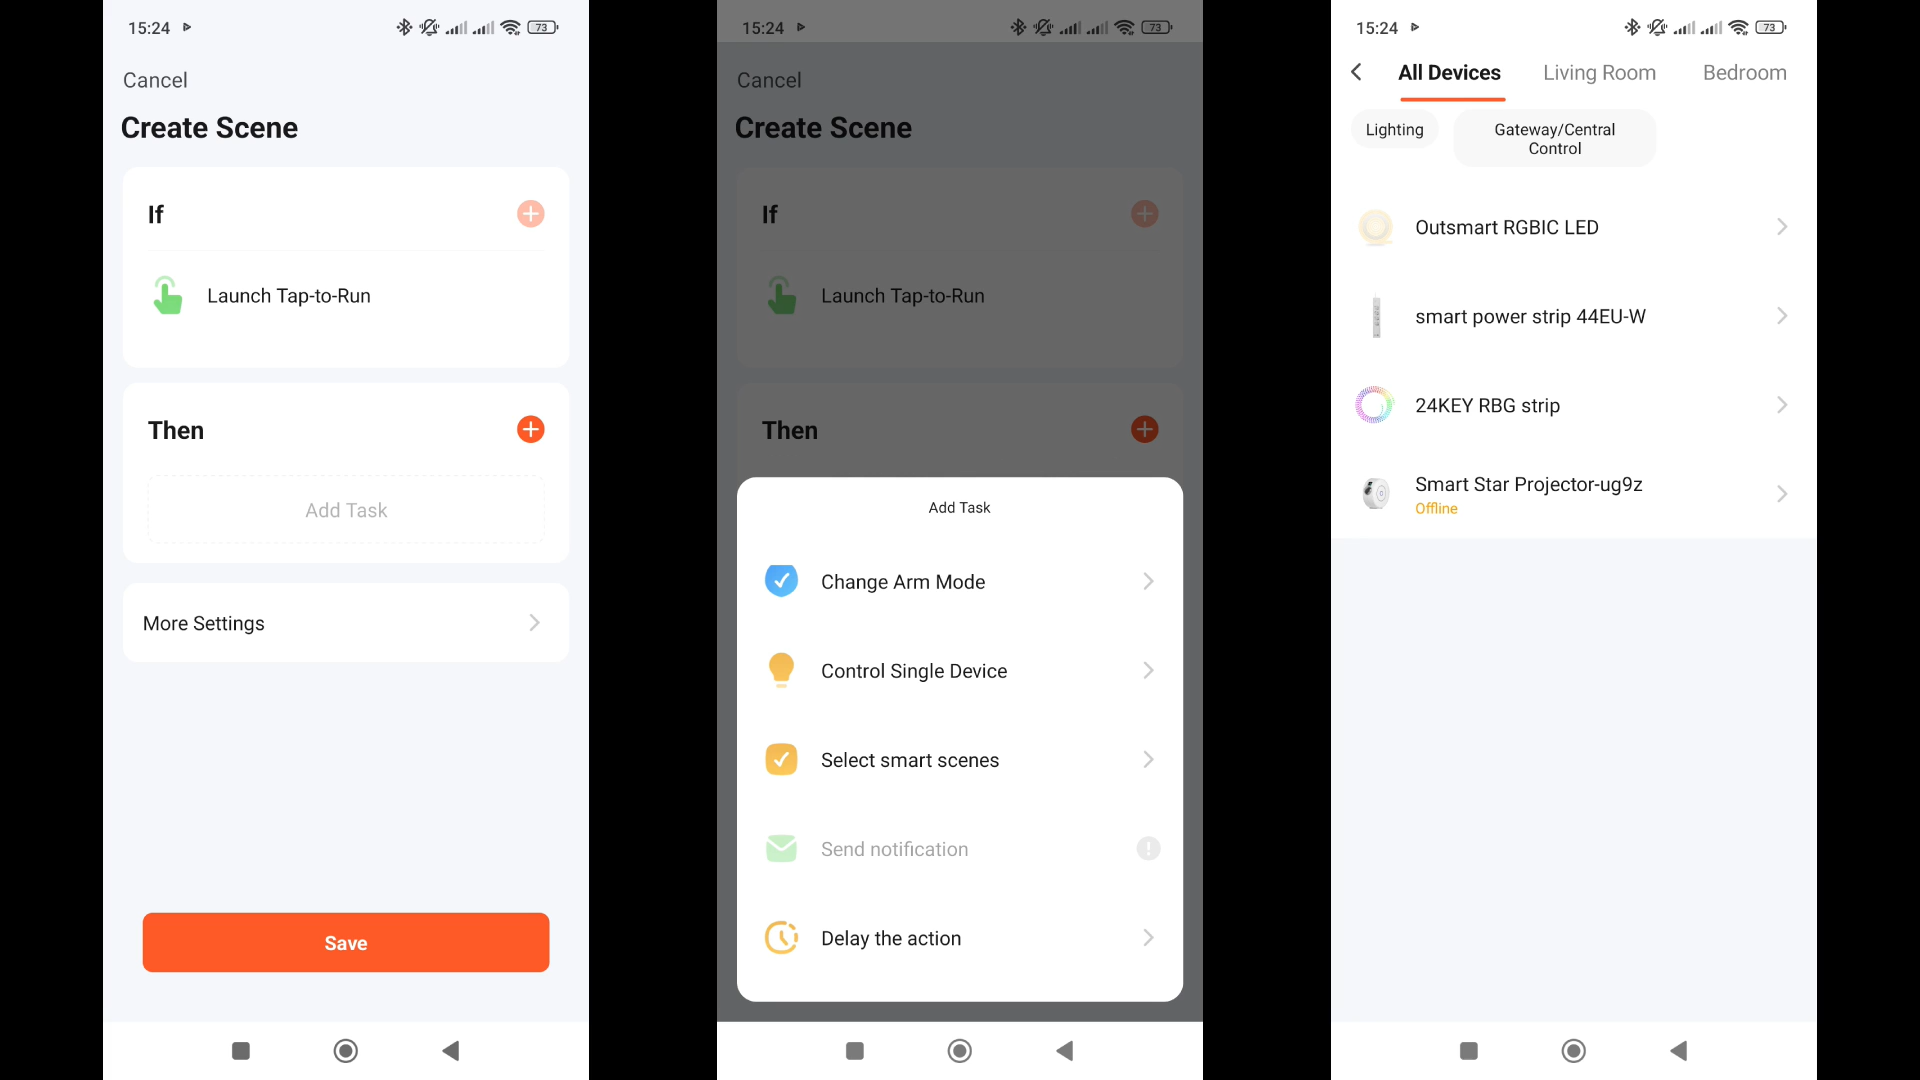 15:24
73
Cancel
Create Scene
If
Launch Tap-to-Run
Then
Add Task
More Settings
Save
15:24
73
Cancel
Create Scene
If
Launch Tap-to-Run
Then
Add Task
Change Arm Mode
Control Single Device
Select smart scenes
Send notification
Delay the action
15:24
73
All Devices
Living Room
Bedroom
Lighting
Gateway/Central
Control
Outsmart RGBIC LED
smart power strip 44EU-W
24KEY RBG strip
Smart Star Projector-ug9z
Offline